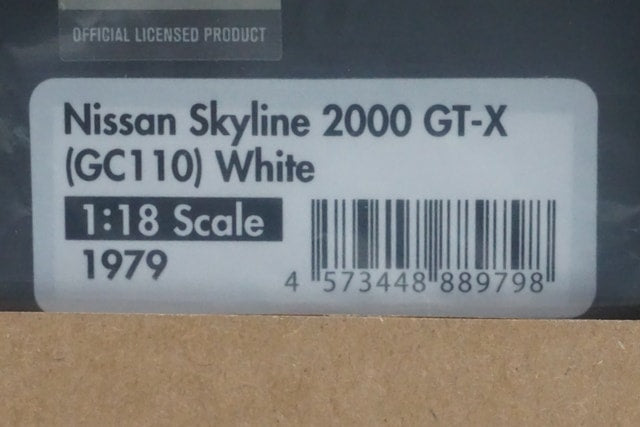 OFFICIAL LICENSED PRODUCT
Nissan Skyline 2000 GT-X
(GC110) White
1:18 Scale
1979
4 573448 889798